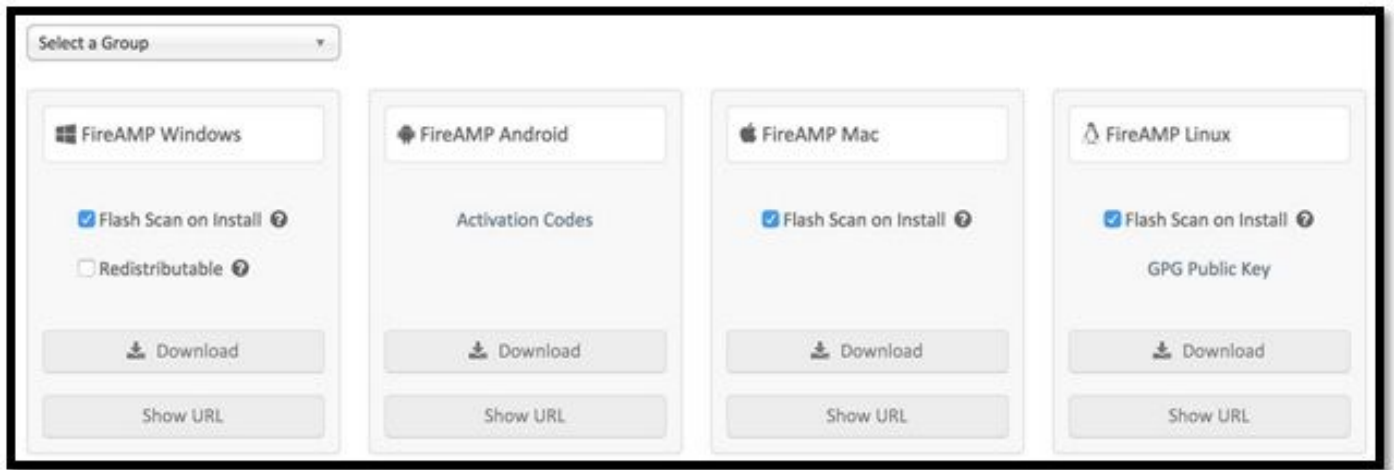 Select a Group
FireAMP Windows
Flash Scan on Install
Redistributable
Download
Show URL
FireAMP Android
Activation Codes
Download
Show URL
FireAMP Mac
Flash Scan on Install
Download
Show URL
FireAMP Linux
Flash Scan on Install
GPG Public Key
Download
Show URL